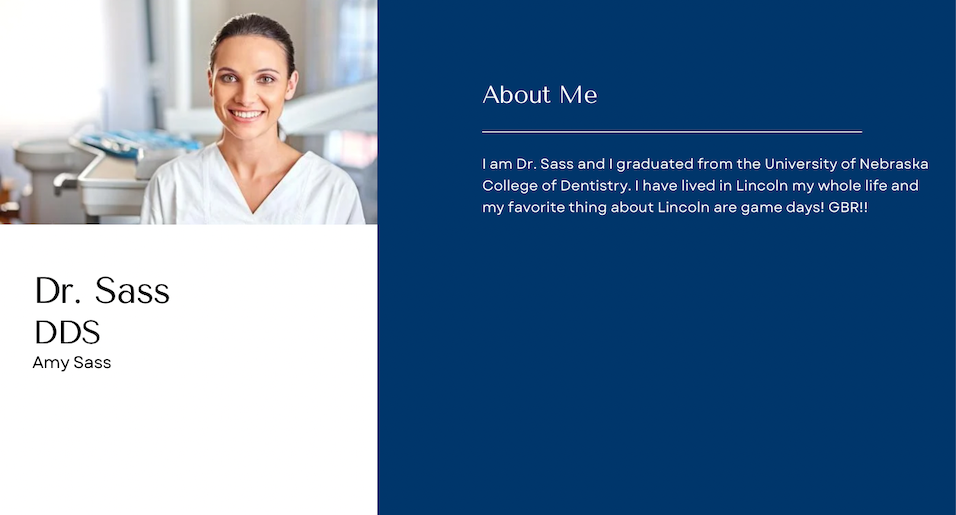 Dr. Sass
DDS
Amy Sass
About Me
I am Dr. Sass and I graduated from the University of Nebraska
College of Dentistry. I have lived in Lincoln my whole life and
my favorite thing about Lincoln are game days! GBR!!